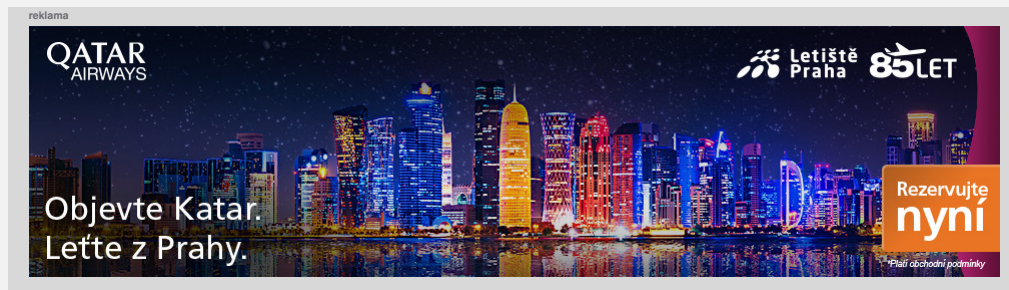 reklama
QATAR
AIRWAYS
Letiště
Praha
85LET
Objevte Katar.
Leťte z Prahy.
Rezervujte
nyní
*Platí obchodní podmínky